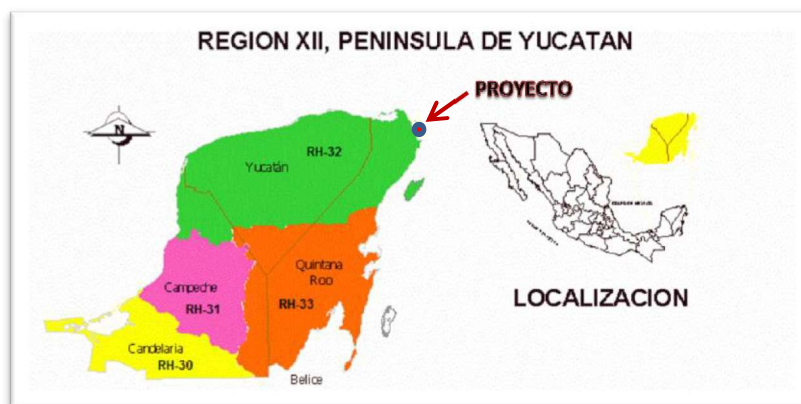 REGION XII, PENINSULA DE YUCATAN
PROYECTO
N
RH-32
Yucatán
Quintana
Roo
Campeche
RH-31
RH-33
LOCALIZACION
Candelaria
RH-30
Belice